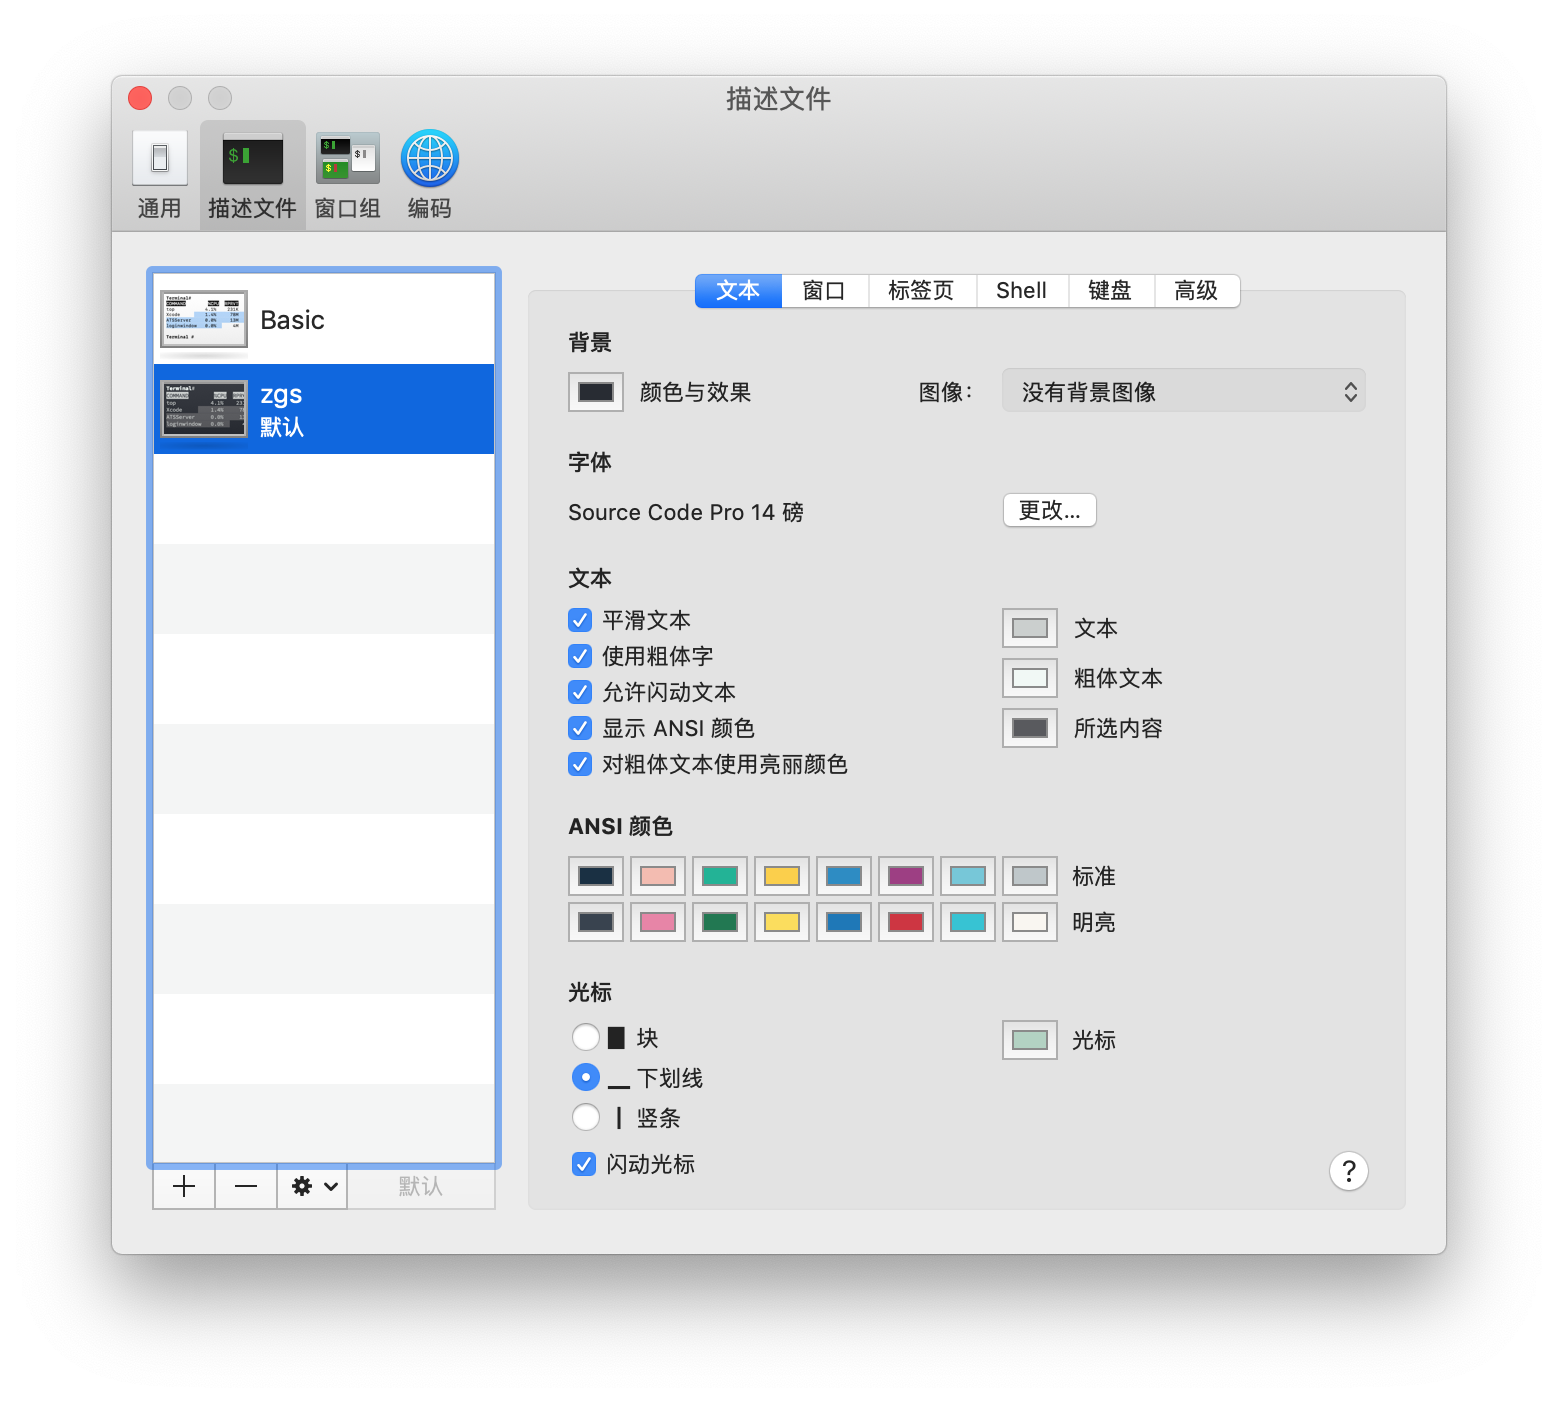 描述文件
通用
描述文件
窗口组
编码
Basic
zgs
默认
默认
文本
窗口
标签页
Shell
键盘
高级
背景
颜色与效果
图像：
没有背景图像
字体
Source Code Pro 14 磅
更改...
文本
平滑文本
使用粗体字
允许闪动文本
显示 ANSI 颜色
对粗体文本使用亮丽颜色
文本
粗体文本
所选内容
ANSI 颜色
标准
明亮
光标
块
下划线
竖条
闪动光标
光标
?